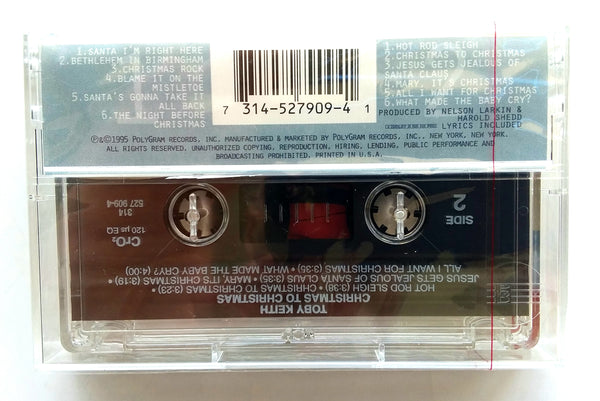 1.SANTA I'M RIGHT HERE
2.BETHLEHEM IN BIRMINGHAM
3.CHRISTMAS ROCK
4.BLAME IT ON THE
MISTLETOE
5.SANTA'S GONNA TAKE IT
ALL BACK
6.THE NIGHT BEFORE
CHRISTMAS
7 314-527909-4 1
1.HOT ROD SLEIGH
2.CHRISTMAS TO CHRISTMAS
3.JESUS GETS JEALOUS OF
SANTA CLAUS
4.MARY, IT'S CHRISTMAS
5.ALL I WANT FOR CHRISTMAS
6.WHAT MADE THE BABY CRY?
PRODUCED BY NELSON LARKIN &
HAROLD SHEDD
LYRICS INCLUDED
℗&©1995 POLYGRAM RECORDS, INC. MANUFACTURED & MARKETED BY POLYGRAM RECORDS, INC., NEW YORK, NEW YORK.
ALL RIGHTS RESERVED. UNAUTHORIZED COPYING, REPRODUCTION, HIRING, LENDING, PUBLIC PERFORMANCE AND
BROADCASTING PROHIBITED. PRINTED IN U.S.A.
SIDE
2
314
527 909-4
CrO₂
120 µs EQ
TOBY KEITH
CHRISTMAS TO CHRISTMAS
HOT ROD SLEIGH (3:38) • CHRISTMAS TO CHRISTMAS (3:23) •
JESUS GETS JEALOUS OF SANTA CLAUS (3:35) • MARY, IT'S CHRISTMAS (3:19) •
ALL I WANT FOR CHRISTMAS (3:35) • WHAT MADE THE BABY CRY? (4:00)